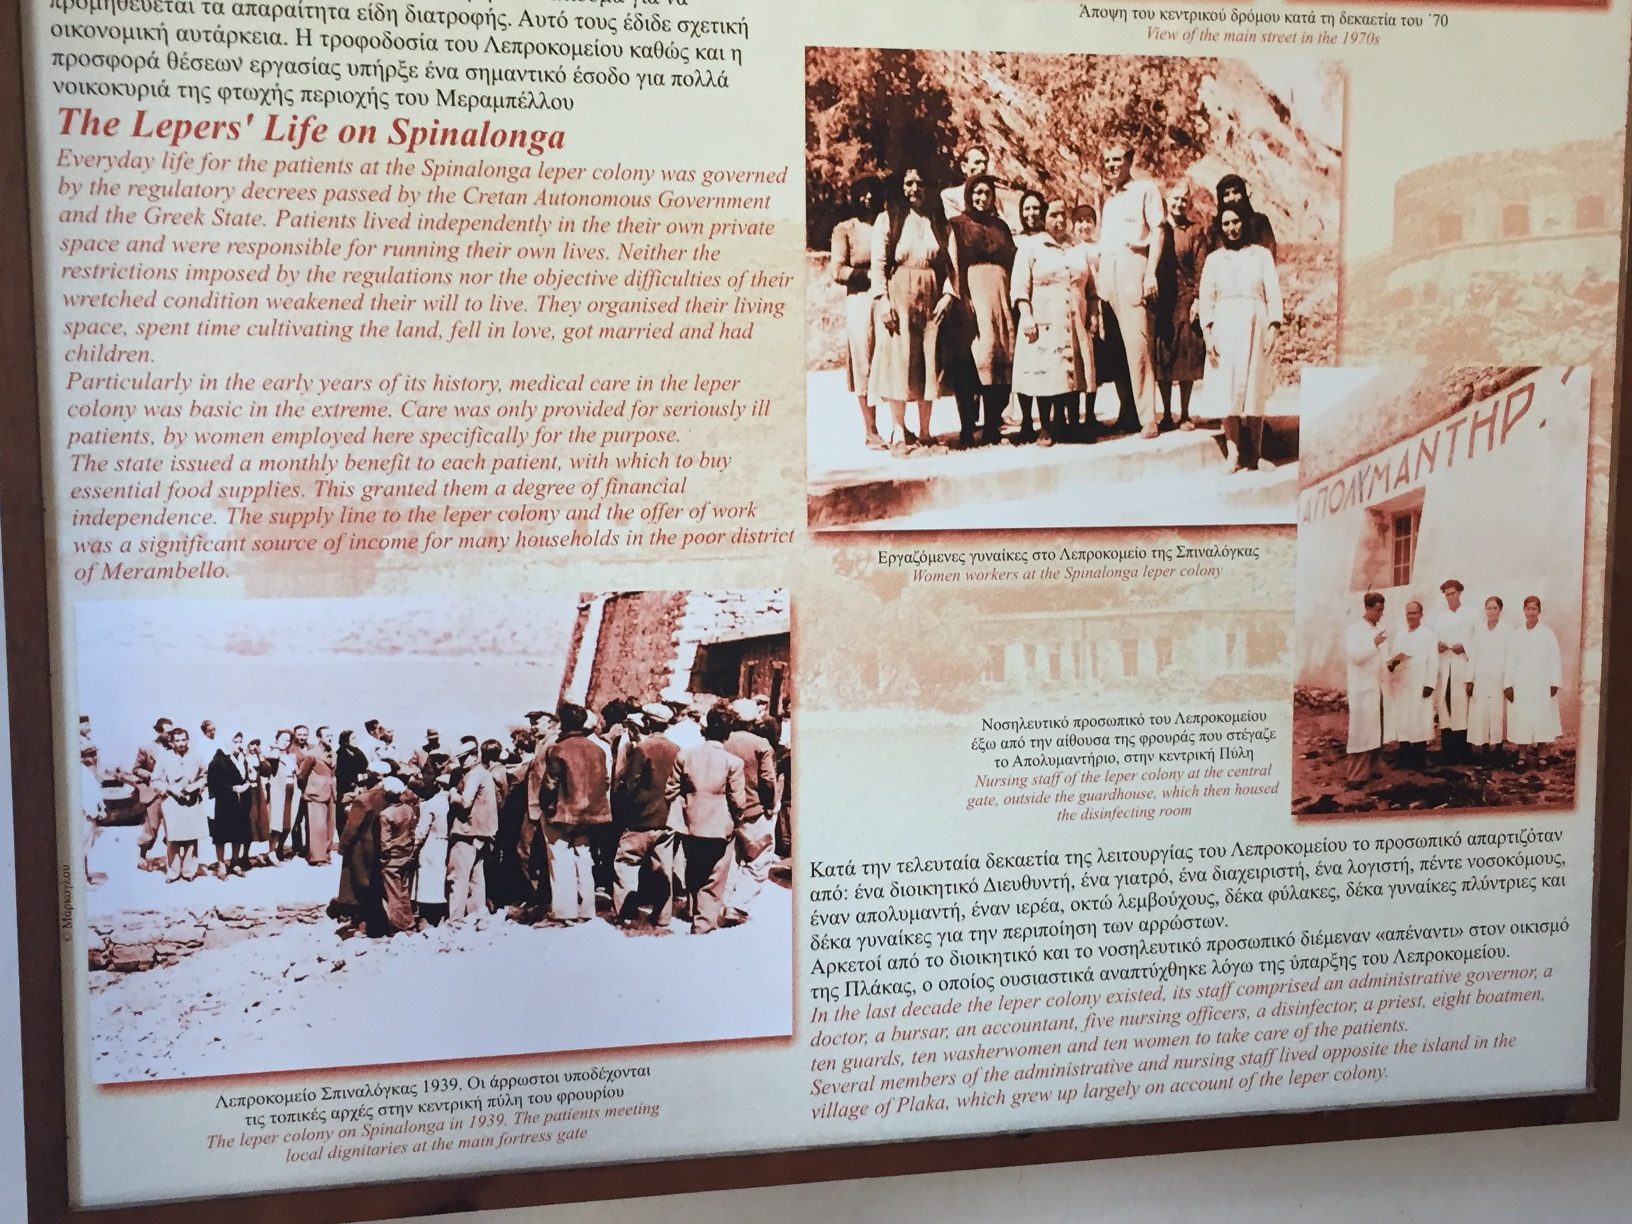 προμηθεύεται τα απαραίτητα είδη διατροφής. Αυτό τους έδιδε σχετική
οικονομική αυτάρκεια. Η τροφοδοσία του Λεπροκομείου καθώς και η
προσφορά θέσεων εργασίας υπήρξε ένα σημαντικό έσοδο για πολλά
νοικοκυριά της φτωχής περιοχής του Μεραμπέλλου
The Lepers' Life on Spinalonga
Everyday life for the patients at the Spinalonga leper colony was governed
by the regulatory decrees passed by the Cretan Autonomous Government
and the Greek State. Patients lived independently in the their own private
space and were responsible for running their own lives. Neither the
restrictions imposed by the regulations nor the objective difficulties of their
wretched condition weakened their will to live. They organised their living
space, spent time cultivating the land, fell in love, got married and had
children.
Particularly in the early years of its history, medical care in the leper
colony was basic in the extreme. Care was only provided for seriously ill
patients, by women employed here specifically for the purpose.
The state issued a monthly benefit to each patient, with which to buy
essential food supplies. This granted them a degree of financial
independence. The supply line to the leper colony and the offer of work
was a significant source of income for many households in the poor district
of Merambello.
© Μάρκογλου
Λεπροκομείο Σπιναλόγκας 1939. Οι άρρωστοι υποδέχονται
τις τοπικές αρχές στην κεντρική πύλη του φρουρίου
The leper colony on Spinalonga in 1939. The patients meeting
local dignitaries at the main fortress gate
Άποψη του κεντρικού δρόμου κατά τη δεκαετία του ΄70
View of the main street in the 1970s
Εργαζόμενες γυναίκες στο Λεπροκομείο της Σπιναλόγκας
Women workers at the Spinalonga leper colony
ΑΠΟΛΥΜΑΝΤΗΡ.
Νοσηλευτικό προσωπικό του Λεπροκομείου
έξω από την αίθουσα της φρουράς που στέγαζε
το Απολυμαντήριο, στην κεντρική Πύλη
Nursing staff of the leper colony at the central
gate, outside the guardhouse, which then housed
the disinfecting room
Κατά την τελευταία δεκαετία της λειτουργίας του Λεπροκομείου το προσωπικό απαρτιζόταν
από: ένα διοικητικό Διευθυντή, ένα γιατρό, ένα διαχειριστή, ένα λογιστή, πέντε νοσοκόμους,
έναν απολυμαντή, έναν ιερέα, οκτώ λεμβούχους, δέκα φύλακες, δέκα γυναίκες πλύντριες και
δέκα γυναίκες για την περιποίηση των αρρώστων.
Αρκετοί από το διοικητικό και το νοσηλευτικό προσωπικό διέμεναν «απέναντι» στον οικισμό
της Πλάκας, ο οποίος ουσιαστικά αναπτύχθηκε λόγω της ύπαρξης του Λεπροκομείου.
In the last decade the leper colony existed, its staff comprised an administrative governor, a
doctor, a bursar, an accountant, five nursing officers, a disinfector, a priest, eight boatmen,
ten guards, ten washerwomen and ten women to take care of the patients.
Several members of the administrative and nursing staff lived opposite the island in the
village of Plaka, which grew up largely on account of the leper colony.